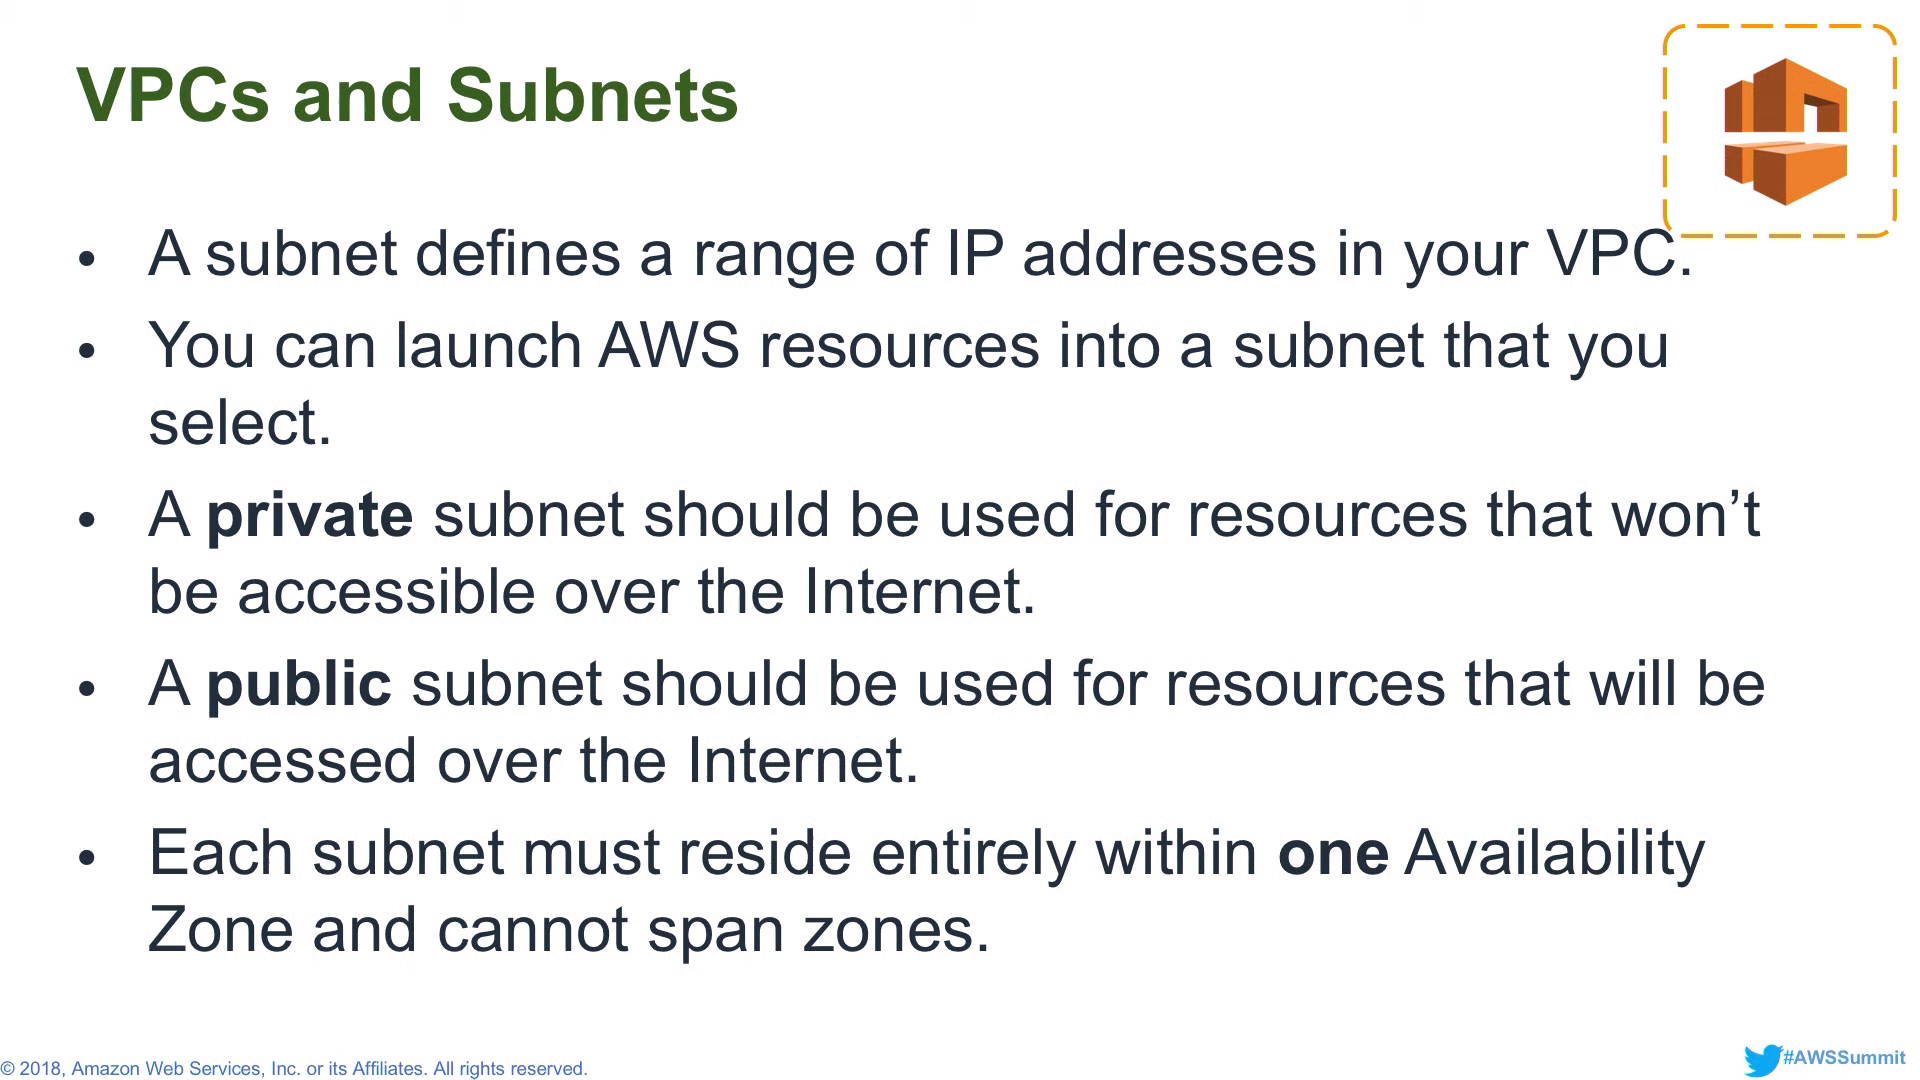 VPCs and Subnets
• A subnet defines a range of IP addresses in your VPC.
• You can launch AWS resources into a subnet that you
select.
• A private subnet should be used for resources that won’t
be accessible over the Internet.
• A public subnet should be used for resources that will be
accessed over the Internet.
• Each subnet must reside entirely within one Availability
Zone and cannot span zones.
© 2018, Amazon Web Services, Inc. or its Affiliates. All rights reserved.
#AWSSummit